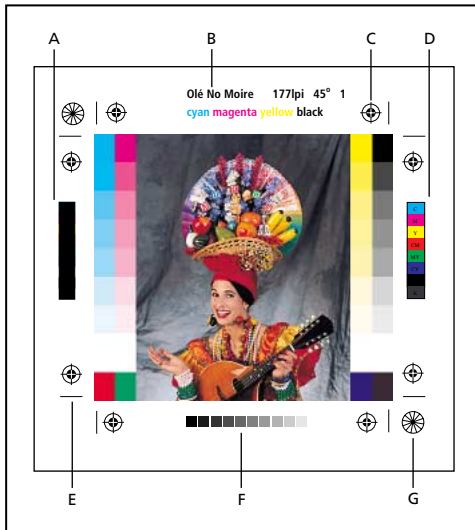 A B C D
Olé No Moire 177lpi 45° 1
cyan magenta yellow black
C
M
Y
CM
MY
CY
K
E F G